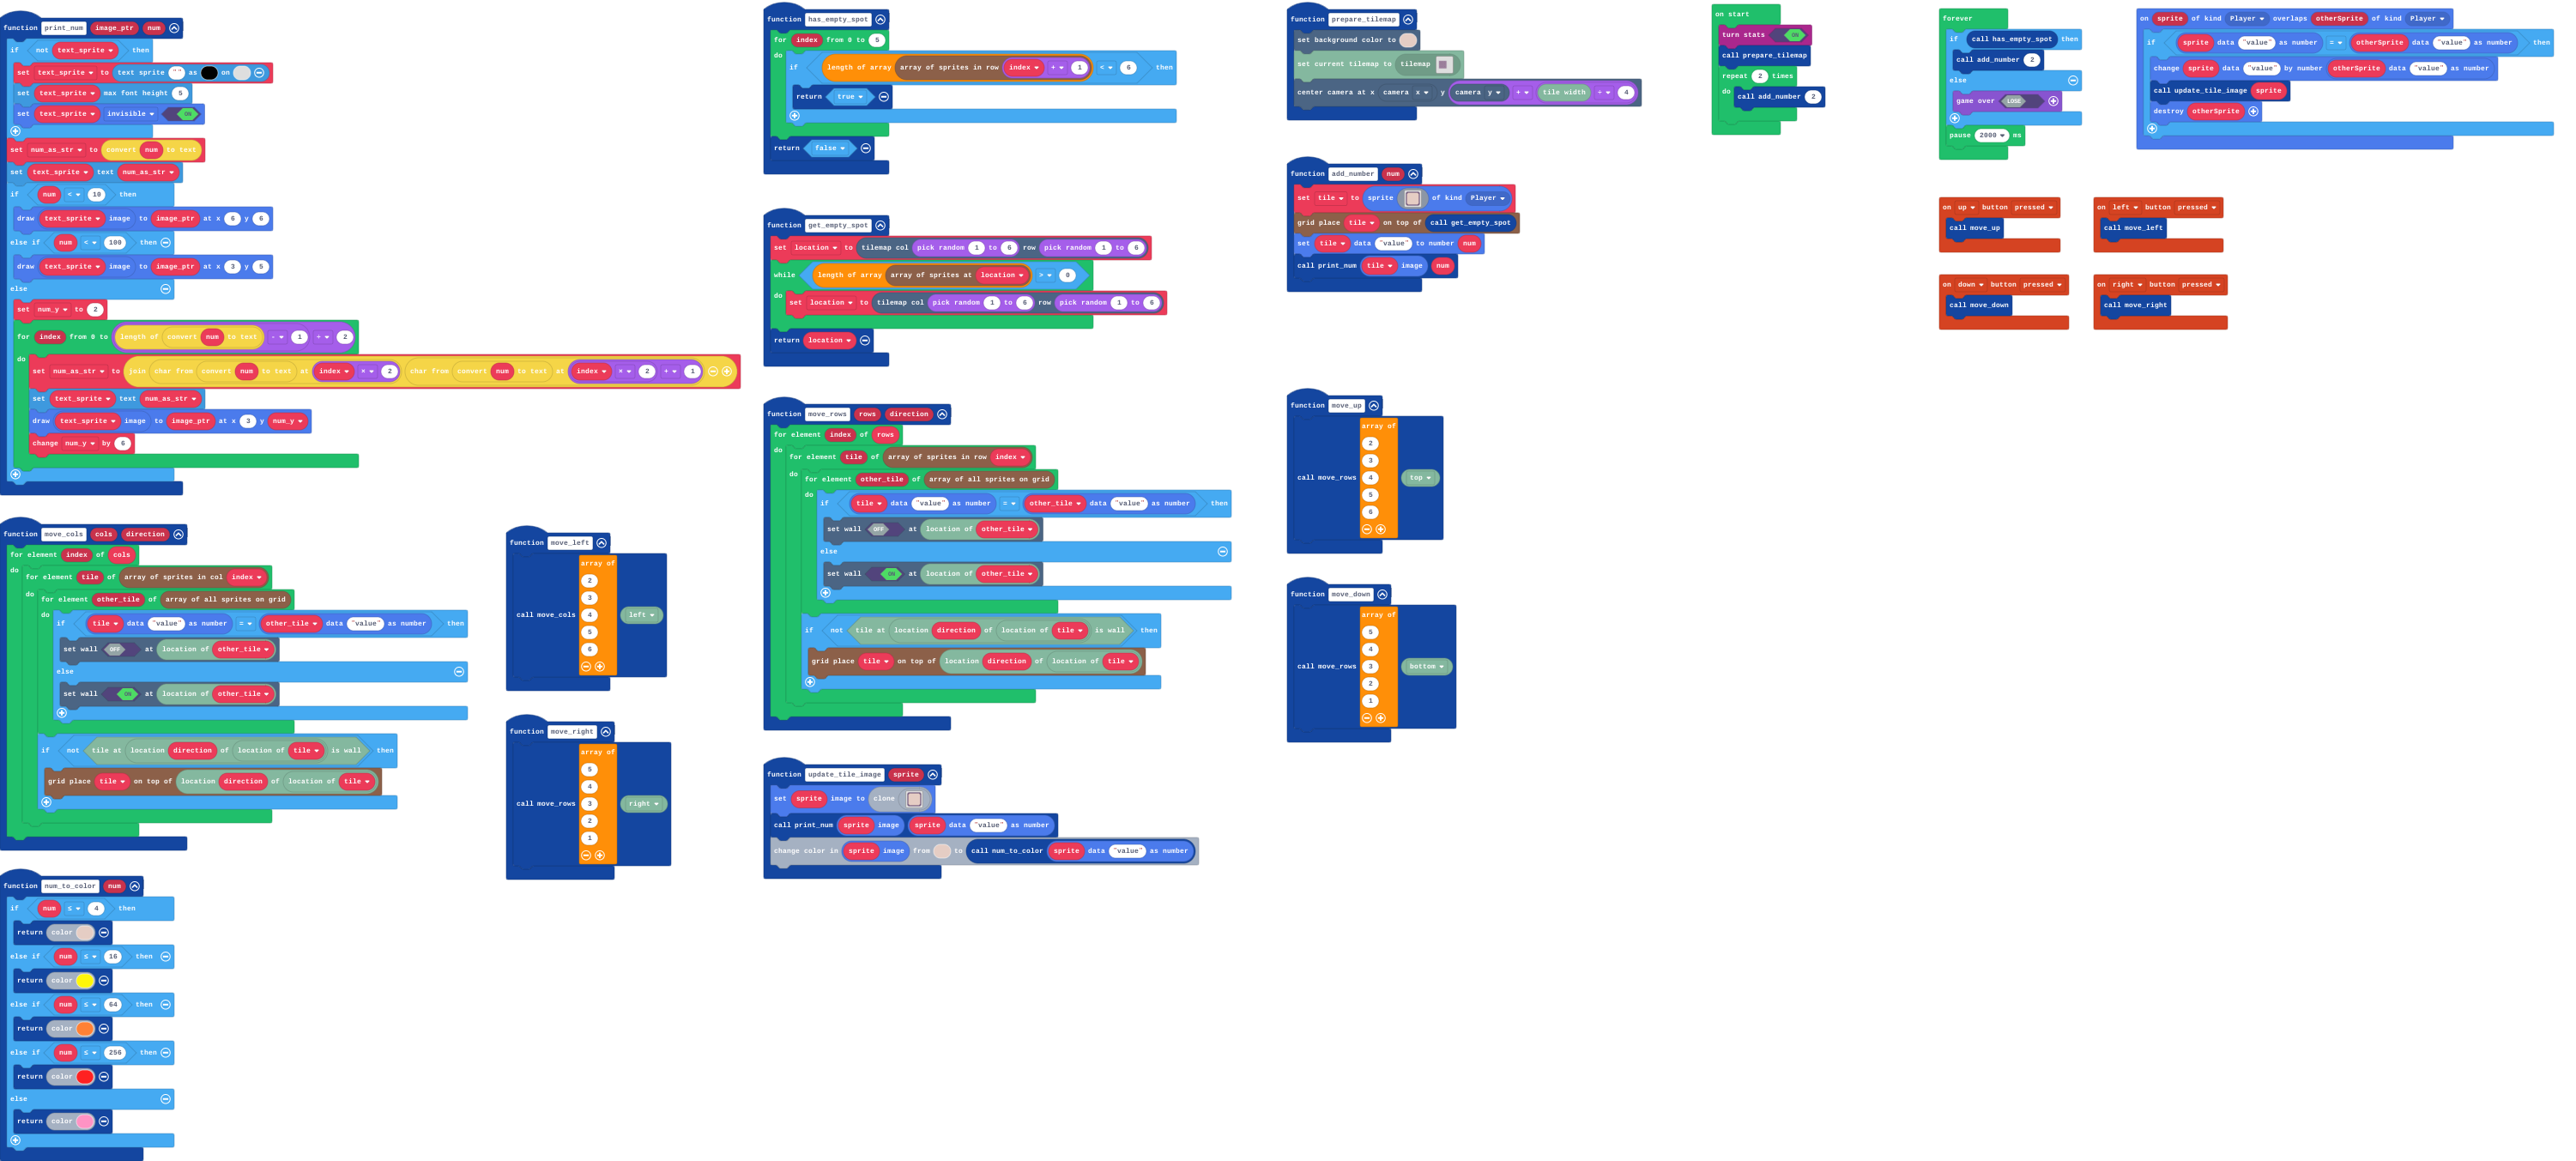 function print_num image_ptr num
if not text_sprite then
set text_sprite to text sprite "" as on
set text_sprite max font height 5
set text_sprite invisible ON
set num_as_str to convert num to text
set text_sprite text num_as_str
if num < 10 then
draw text_sprite image to image_ptr at x 6 y 6
else if num < 100 then
draw text_sprite image to image_ptr at x 3 y 5
else
set num_y to 2
for index from 0 to length of convert num to text - 1 ÷ 2
do
set num_as_str to join char from convert num to text at index × 2 char from convert num to text at index × 2 + 1
set text_sprite text num_as_str
draw text_sprite image to image_ptr at x 3 y num_y
change num_y by 6
function move_cols cols direction
for element index of cols
do
for element tile of array of sprites in col index
do
for element other_tile of array of all sprites on grid
do
if tile data "value" as number = other_tile data "value" as number then
set wall OFF at location of other_tile
else
set wall ON at location of other_tile
if not tile at location direction of location of tile is wall then
grid place tile on top of location direction of location of tile
function num_to_color num
if num ≤ 4 then
return color
else if num ≤ 16 then
return color
else if num ≤ 64 then
return color
else if num ≤ 256 then
return color
else
return color
function move_left
call move_cols array of 2 3 4 5 6 left
function move_right
call move_rows array of 5 4 3 2 1 right
function has_empty_spot
for index from 0 to 5
do
if length of array array of sprites in row index + 1 < 6 then
return true
return false
function get_empty_spot
set location to tilemap col pick random 1 to 6 row pick random 1 to 6
while length of array array of sprites at location > 0
do
set location to tilemap col pick random 1 to 6 row pick random 1 to 6
return location
function move_rows rows direction
for element index of rows
do
for element tile of array of sprites in row index
do
for element other_tile of array of all sprites on grid
do
if tile data "value" as number = other_tile data "value" as number then
set wall OFF at location of other_tile
else
set wall ON at location of other_tile
if not tile at location direction of location of tile is wall then
grid place tile on top of location direction of location of tile
function update_tile_image sprite
set sprite image to clone
call print_num sprite image sprite data "value" as number
change color in sprite image from to call num_to_color sprite data "value" as number
function prepare_tilemap
set background color to
set current tilemap to tilemap
center camera at x camera x y camera y + tile width ÷ 4
function add_number num
set tile to sprite of kind Player
grid place tile on top of call get_empty_spot
set tile data "value" to number num
call print_num tile image num
function move_up
call move_rows array of 2 3 4 5 6 top
function move_down
call move_rows array of 5 4 3 2 1 bottom
on start
turn stats ON
call prepare_tilemap
repeat 2 times
do call add_number 2
forever
if call has_empty_spot then
call add_number 2
else
game over LOSE
pause 2000 ms
on sprite of kind Player overlaps otherSprite of kind Player
if sprite data "value" as number = otherSprite data "value" as number then
change sprite data "value" by number otherSprite data "value" as number
call update_tile_image sprite
destroy otherSprite
on up button pressed
call move_up
on left button pressed
call move_left
on down button pressed
call move_down
on right button pressed
call move_right